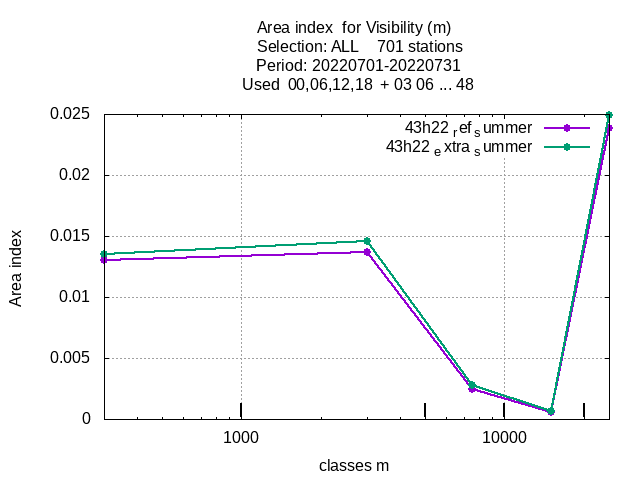 Area index  for Visibility (m)
Selection: ALL    701 stations
Period: 20220701-20220731
Used  00,06,12,18  + 03 06 ... 48
0.025
43h22 ref summer
43h22 extra summer
0.02
0.015
Area index
0.01
0.005
0
1000
10000
classes m